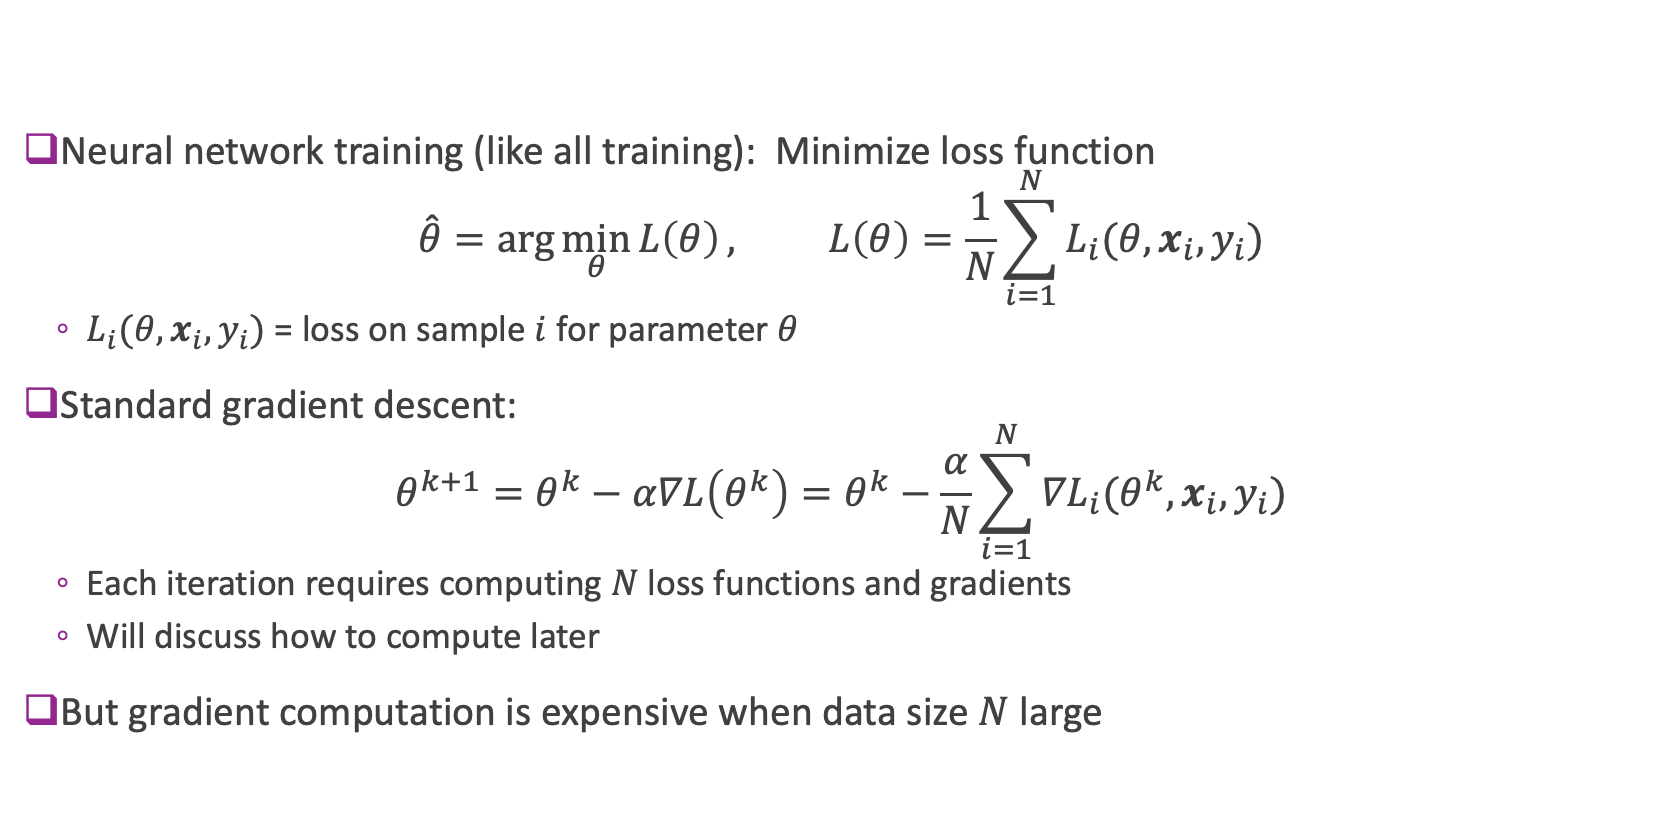 ❑Neural network training (like all training):  Minimize loss function
θ̂ = arg min_θ L(θ),   L(θ) = (1/N) ∑_{i=1}^{N} L_i(θ, 𝒙_i, y_i)
◦ L_i(θ, 𝒙_i, y_i) = loss on sample i for parameter θ
❑Standard gradient descent:
θ^{k+1} = θ^k − α∇L(θ^k) = θ^k − (α/N) ∑_{i=1}^{N} ∇L_i(θ^k, 𝒙_i, y_i)
◦ Each iteration requires computing N loss functions and gradients
◦ Will discuss how to compute later
❑But gradient computation is expensive when data size N large